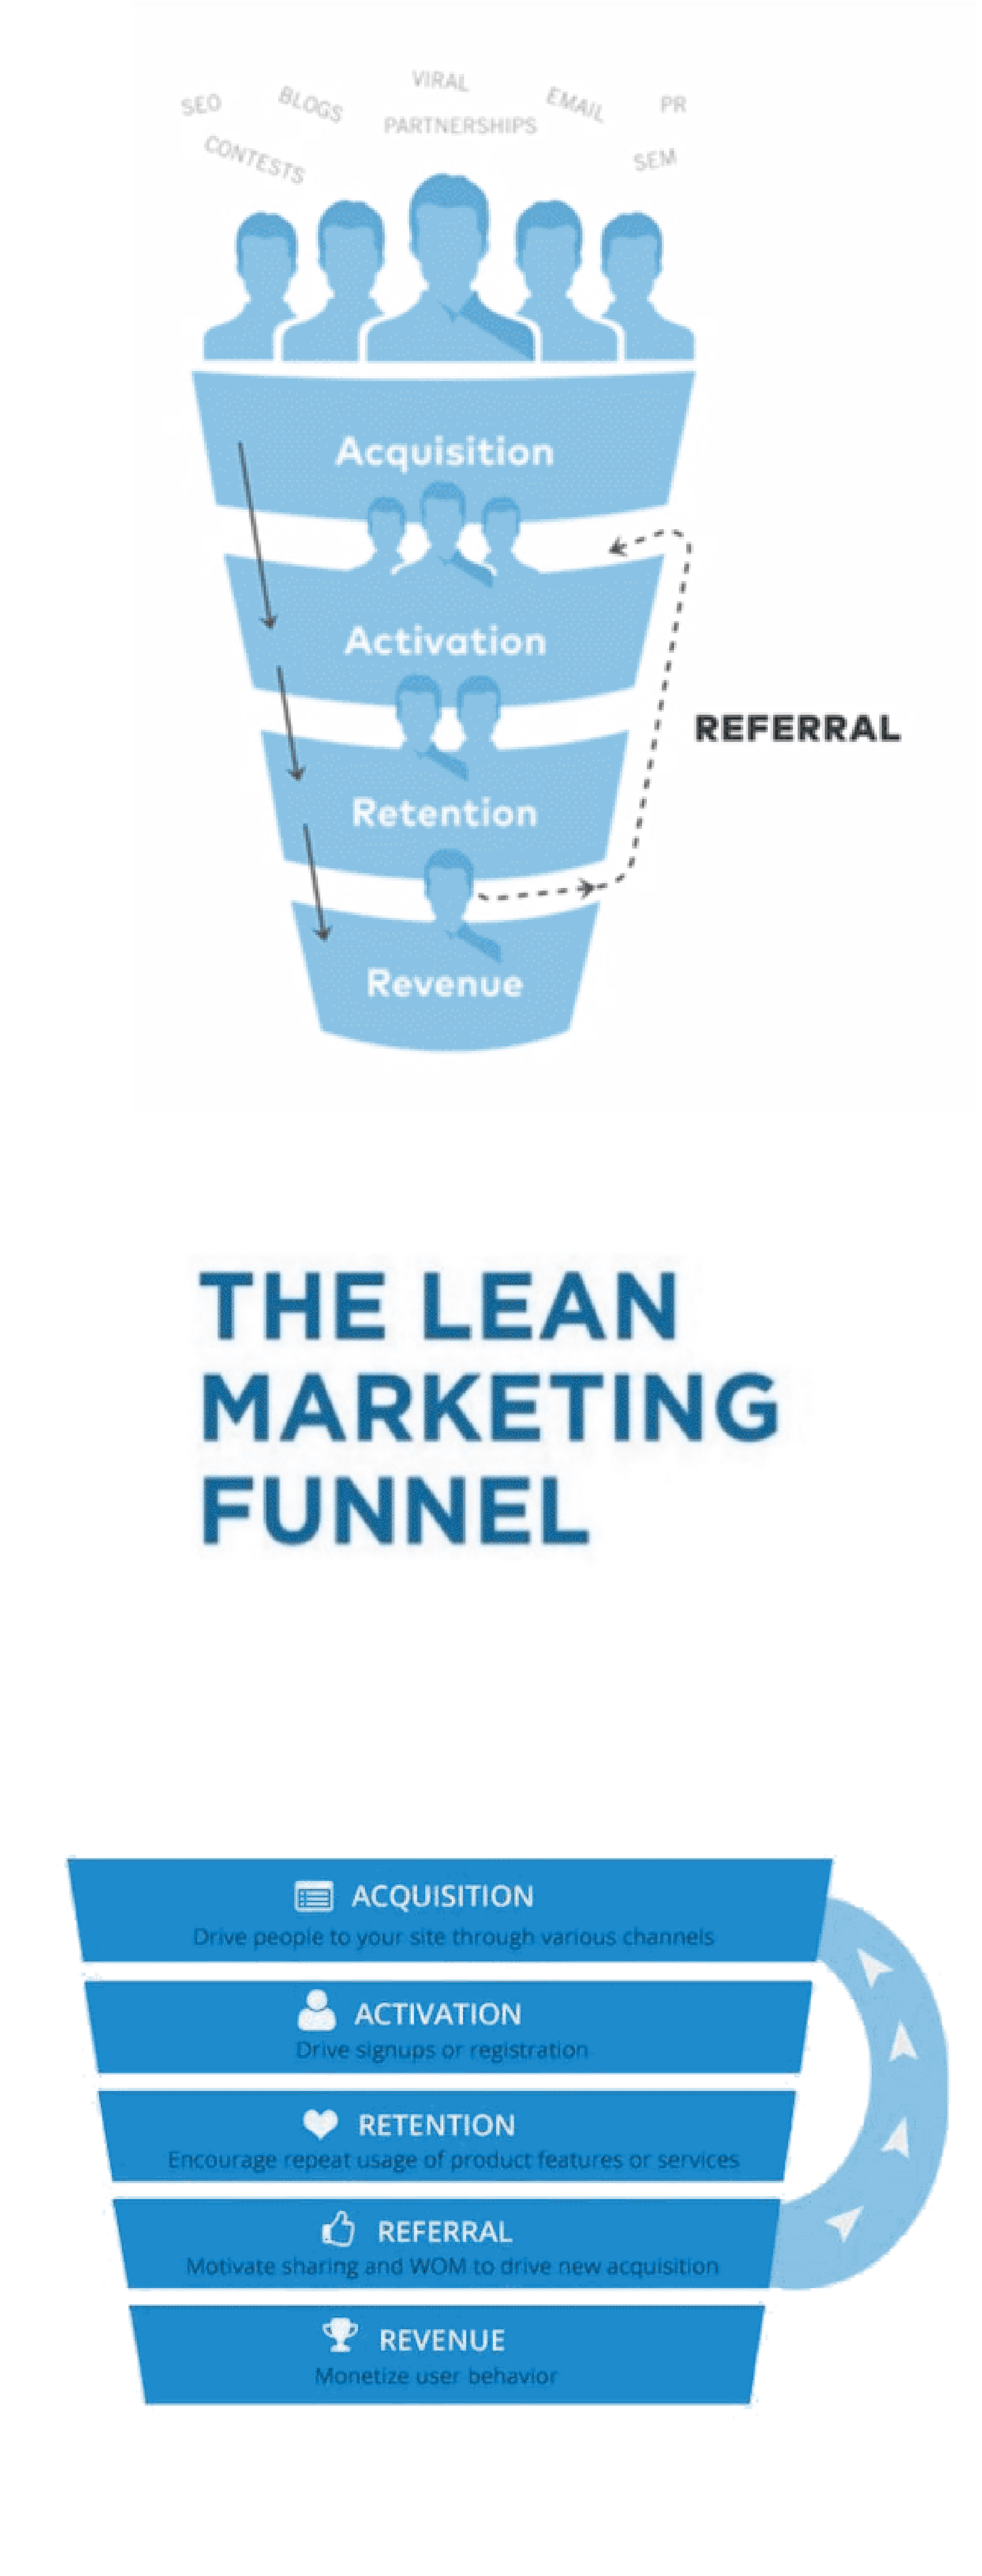 VIRAL
SEO BLOGS EMAIL PR
PARTNERSHIPS
CONTESTS SEM
Acquisition
Activation
REFERRAL
Retention
Revenue
THE LEAN
MARKETING
FUNNEL
ACQUISITION
Drive people to your site through various channels
ACTIVATION
Drive signups or registration
RETENTION
Encourage repeat usage of product features or services
REFERRAL
Motivate sharing and WOM to drive new acquisition
REVENUE
Monetize user behavior